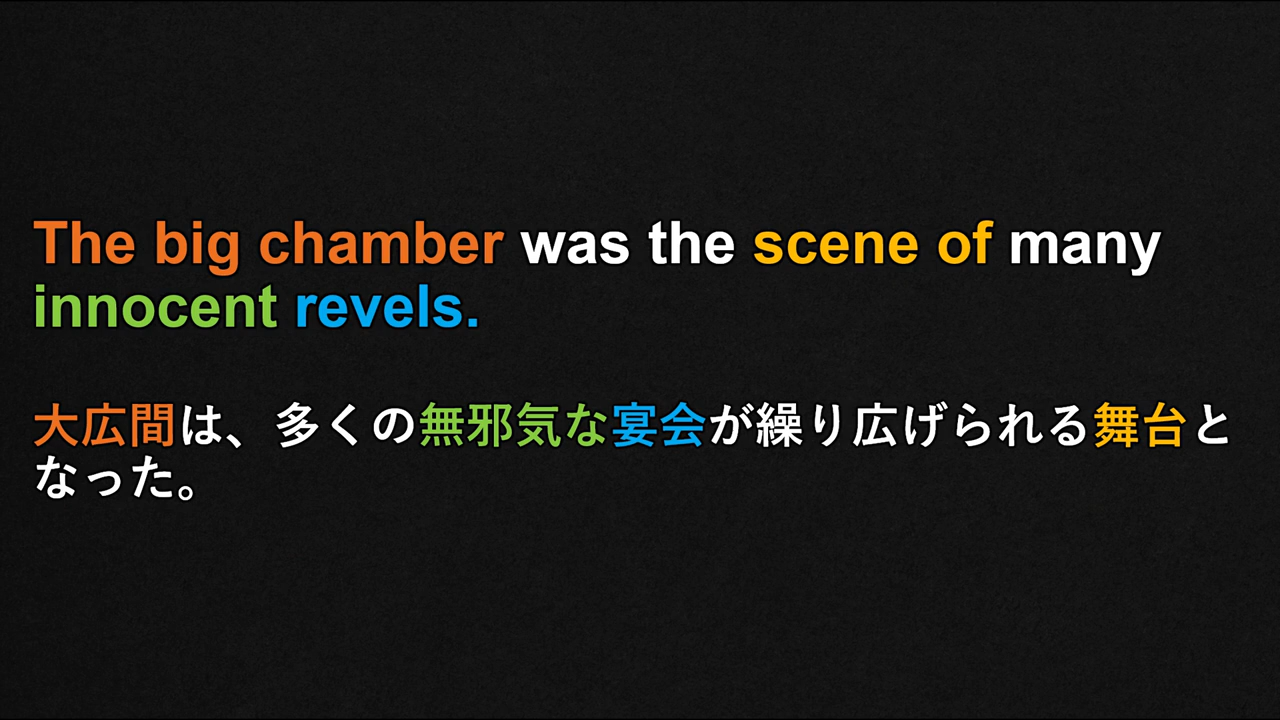 The big chamber was the scene of many
innocent revels.
大広間は、多くの無邪気な宴会が繰り広げられる舞台と
なった。